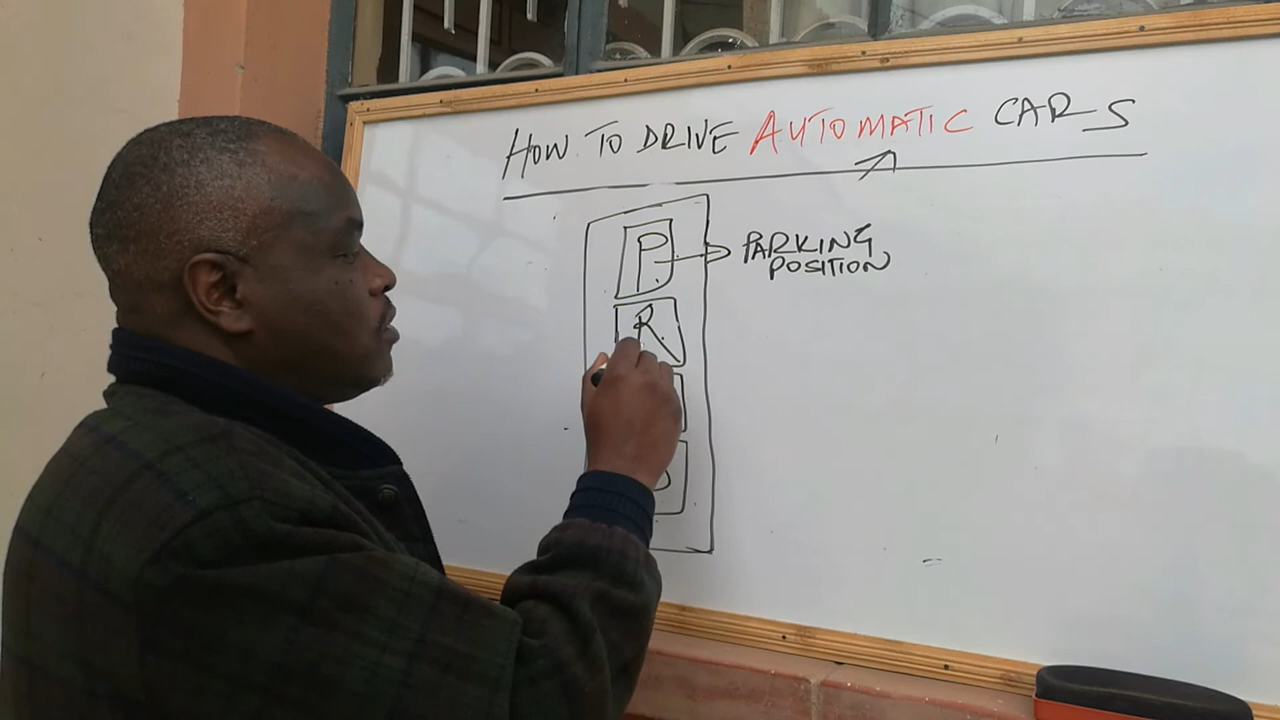 HOW TO DRIVE AUTOMATIC CARS
P
PARKING
POSITION
R